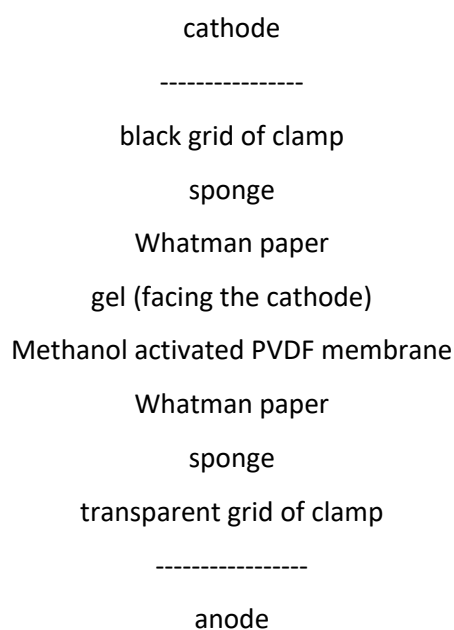 cathode
----------------
black grid of clamp
sponge
Whatman paper
gel (facing the cathode)
Methanol activated PVDF membrane
Whatman paper
sponge
transparent grid of clamp
-----------------
anode